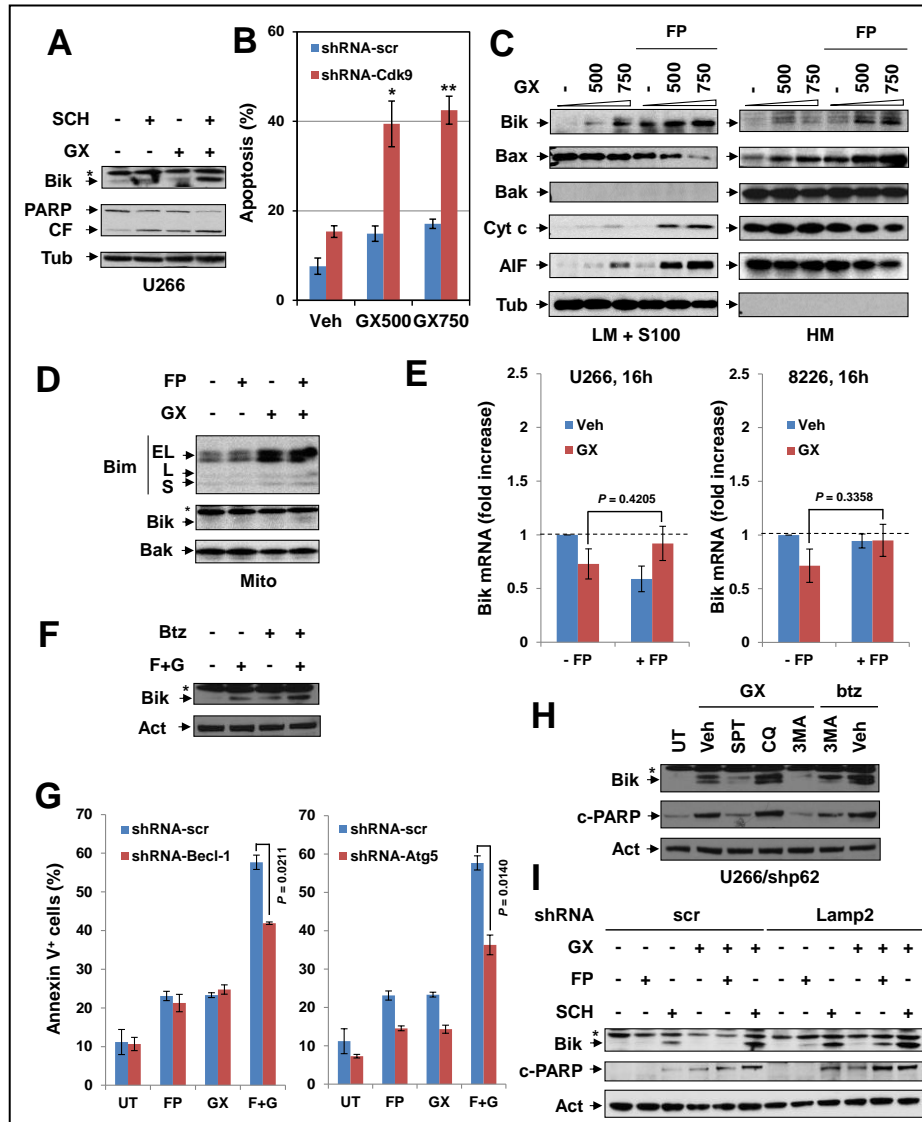 A
SCH - + - +
GX - - + +
*
Bik
PARP
CF
Tub
U266
B
shRNA-scr
shRNA-Cdk9
Apoptosis (%)
60
40
20
0
*
**
Veh GX500 GX750
C
FP FP
GX - 500 750 - 500 750 - 500 750 - 500 750
Bik
Bax
Bak
Cyt c
AIF
Tub
LM + S100 HM
D
FP - + - +
GX - - + +
Bim
EL
L
S
*
Bik
Bak
Mito
E
U266, 16h
Veh
GX
Bik mRNA (fold increase)
2.5
2
1.5
1
0.5
0
P = 0.4205
- FP + FP
8226, 16h
Veh
GX
Bik mRNA (fold increase)
2.5
2
1.5
1
0.5
0
P = 0.3358
- FP + FP
F
Btz - - + +
F+G - + - +
*
Bik
Act
G
shRNA-scr
shRNA-Becl-1
Annexin V+ cells (%)
70
60
50
40
30
20
10
0
P = 0.0211
UT FP GX F+G
shRNA-scr
shRNA-Atg5
70
60
50
40
30
20
10
0
P = 0.0140
UT FP GX F+G
H
GX btz
UT Veh SPT CQ 3MA 3MA Veh
*
Bik
c-PARP
Act
U266/shp62
I
shRNA scr Lamp2
GX - - - + + + - - - + + +
FP - + - - + - - + - - + -
SCH - - + - - + - - + - - +
*
Bik
c-PARP
Act